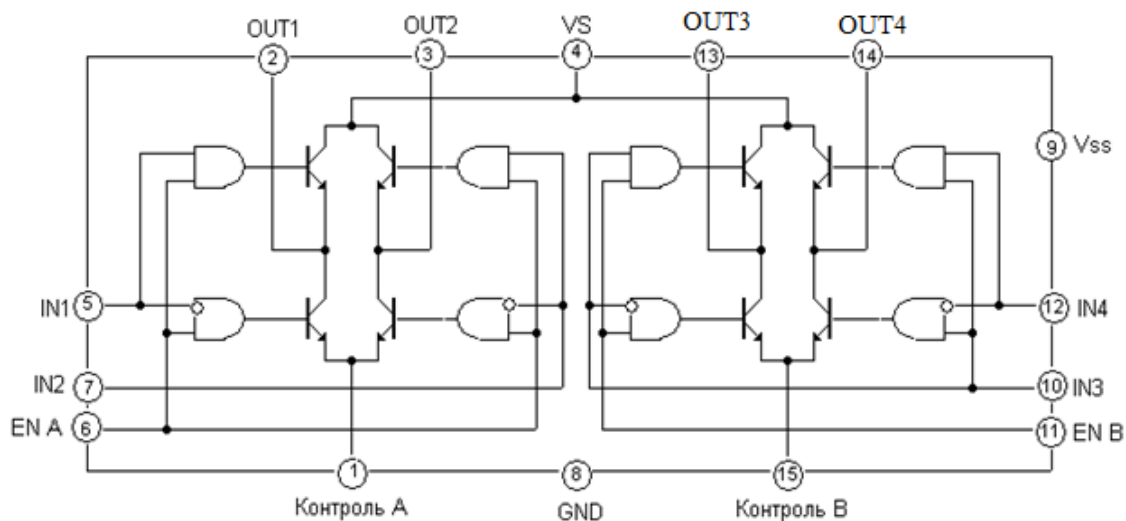 OUT1
OUT2
VS
OUT3
OUT4
2
3
4
13
14
9 Vss
IN1 5
12 IN4
IN2 7
10 IN3
EN A 6
11 EN B
1
8
15
Контроль A
GND
Контроль B